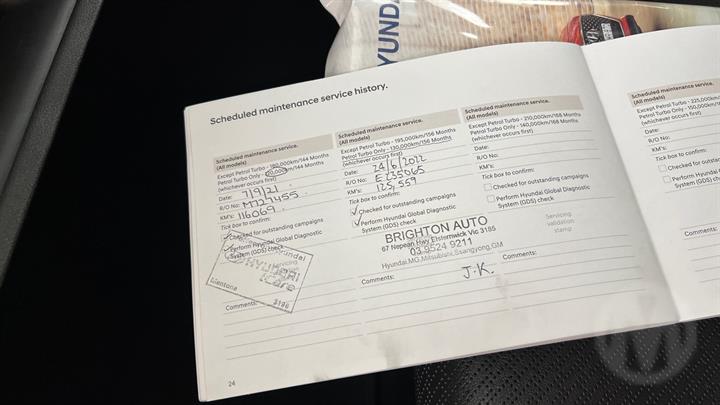 HYUNDA
Scheduled maintenance service history.
Scheduled maintenance service.
(All models)
Except Petrol Turbo - 180,000km/144 Months
Petrol Turbo Only - 120,000km/144 Months
(whichever occurs first)
Date: 7/9/21
R/O No: M727455
KM's: 116069
Tick box to confirm:
Checked for outstanding campaigns
Perform Hyundai Global Diagnostic
System (GDS) check
HYUNDAI
iCare
Comments:
Scheduled maintenance service.
(All models)
Except Petrol Turbo - 195,000km/156 Months
Petrol Turbo Only - 130,000km/156 Months
(whichever occurs first)
Date: 24/6/2022
R/O No: E235065
KM's: 125,559
Tick box to confirm:
Checked for outstanding campaigns
Perform Hyundai Global Diagnostic
System (GDS) check
BRIGHTON AUTO
67 Nepean Hwy Elsternwick Vic 3185
03 9524 9211
Hyundai,MG,Mitsubishi,Ssangyong,GM
Comments:
J.K.
Scheduled maintenance service.
(All models)
Except Petrol Turbo - 210,000km/168 Months
Petrol Turbo Only - 140,000km/168 Months
(whichever occurs first)
Date:
R/O No:
KM's:
Tick box to confirm:
Checked for outstanding campaigns
Perform Hyundai Global Diagnostic
System (GDS) check
Servicing
validation
stamp
Comments:
Scheduled maintenance service.
(All models)
Except Petrol Turbo - 225,000km
Petrol Turbo Only - 150,000km
(whichever occurs first)
Date:
R/O No:
KM's:
Tick box to confirm:
Checked for outstanding
Perform Hyundai
System (GDS)
Comments:
24